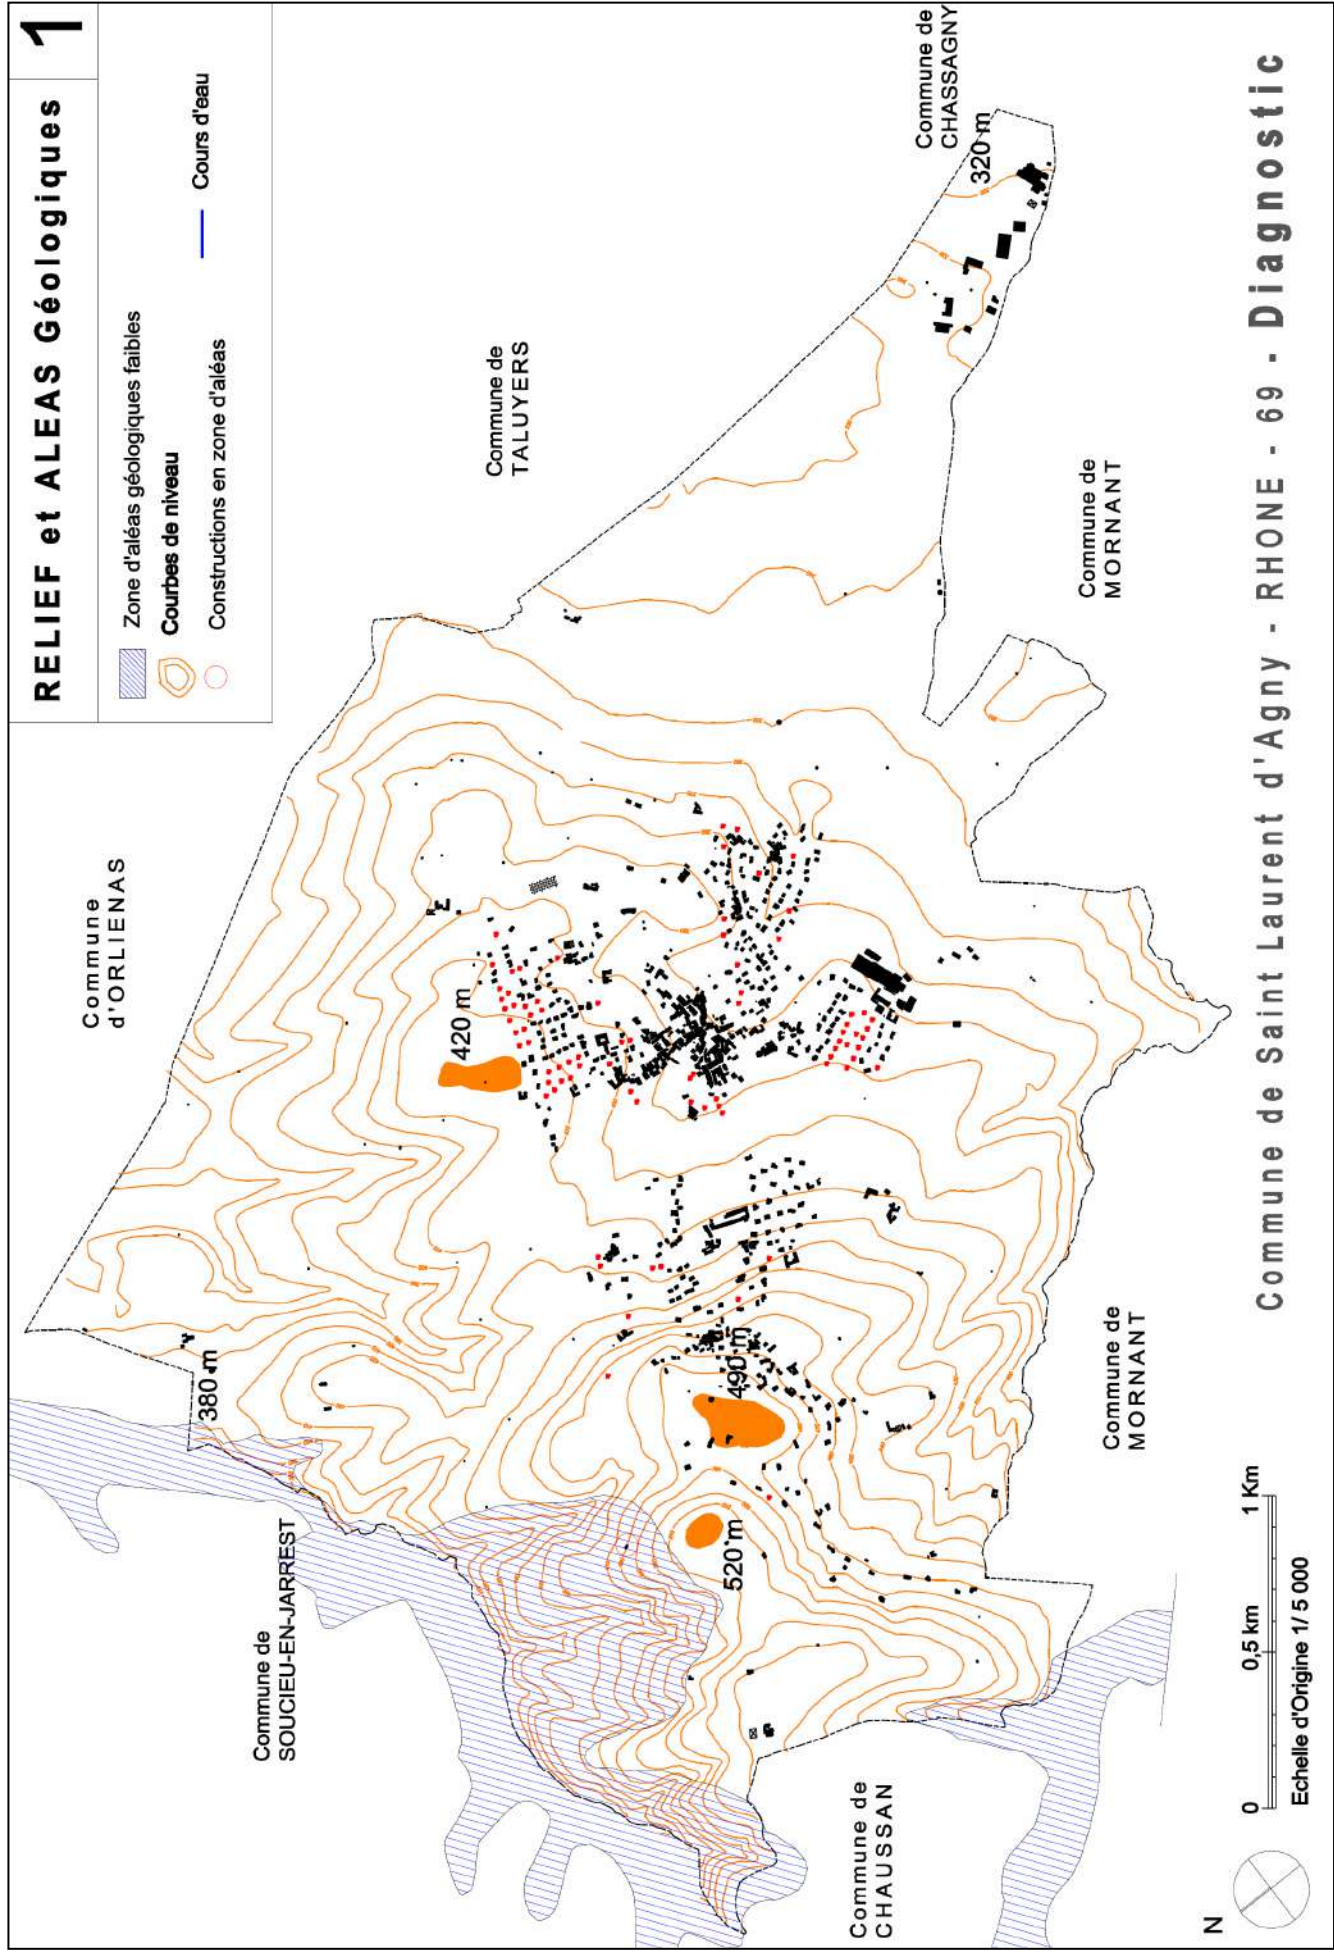 RELIEF et ALEAS Géologiques
1
Zone d'aléas géologiques faibles
Courbes de niveau
Constructions en zone d'aléas
Cours d'eau
Commune
d'ORLIENAS
Commune de
TALUYERS
Commune de
CHASSAGNY
320 m
420 m
380 m
Commune de
SOUCIEU-EN-JARREST
490 m
520 m
Commune de
MORNANT
Commune de
MORNANT
Commune de
CHAUSSAN
N
0
0,5 km
1 Km
Echelle d'Origine 1/ 5 000
Commune de Saint Laurent d'Agny - RHONE - 69 - Diagnostic